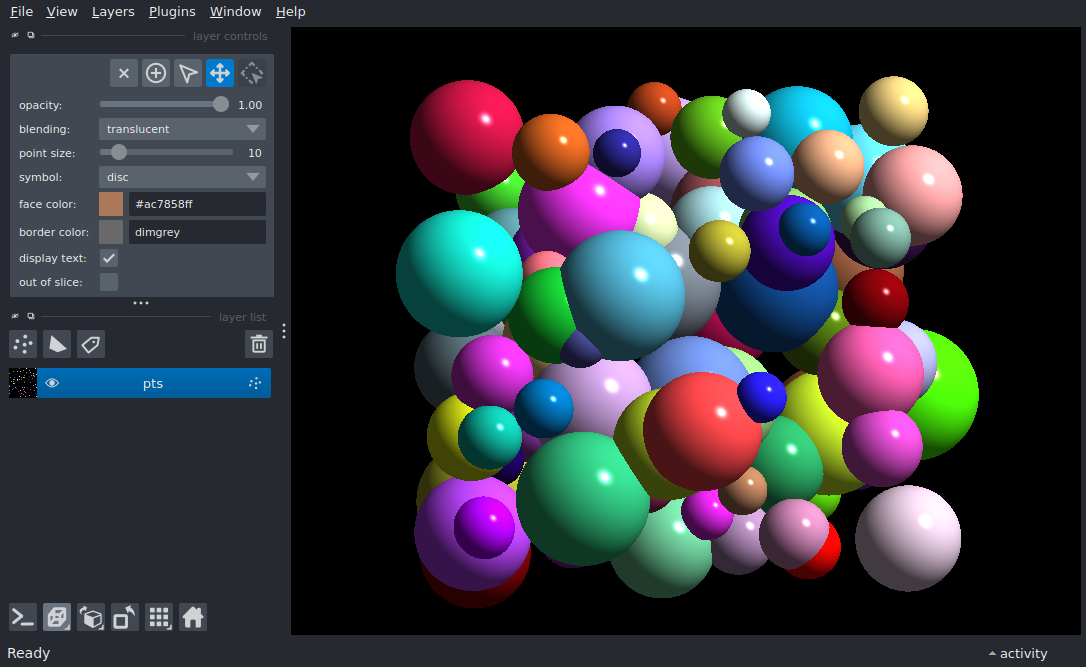 File View Layers Plugins Window Help
layer controls
opacity: 1.00
blending: translucent
point size: 10
symbol: disc
face color: #ac7858ff
border color: dimgrey
display text:
out of slice:
layer list
pts
Ready
activity